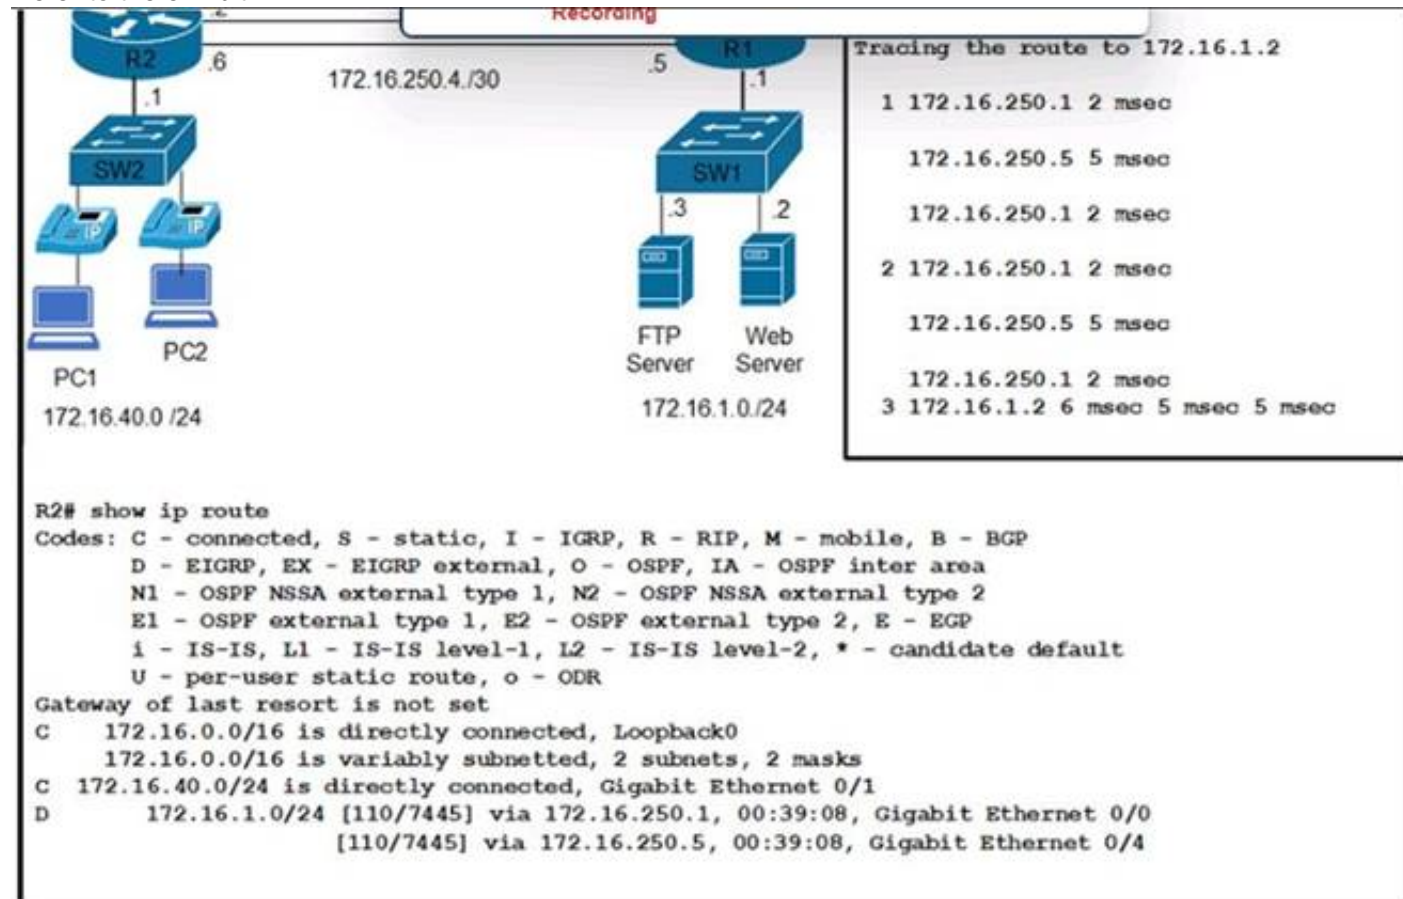 Recording
.2
R2
.6
172.16.250.4./30
.5
R1
.1
.1
SW2
SW1
IP
IP
.3
.2
FTP
Server
Web
Server
PC2
PC1
172.16.40.0 /24
172.16.1.0./24
Tracing the route to 172.16.1.2
1 172.16.250.1 2 msec
172.16.250.5 5 msec
172.16.250.1 2 msec
2 172.16.250.1 2 msec
172.16.250.5 5 msec
172.16.250.1 2 msec
3 172.16.1.2 6 msec 5 msec 5 msec
R2# show ip route
Codes: C - connected, S - static, I - IGRP, R - RIP, M - mobile, B - BGP
D - EIGRP, EX - EIGRP external, O - OSPF, IA - OSPF inter area
N1 - OSPF NSSA external type 1, N2 - OSPF NSSA external type 2
E1 - OSPF external type 1, E2 - OSPF external type 2, E - EGP
i - IS-IS, L1 - IS-IS level-1, L2 - IS-IS level-2, * - candidate default
U - per-user static route, o - ODR
Gateway of last resort is not set
C 172.16.0.0/16 is directly connected, Loopback0
172.16.0.0/16 is variably subnetted, 2 subnets, 2 masks
C 172.16.40.0/24 is directly connected, Gigabit Ethernet 0/1
D 172.16.1.0/24 [110/7445] via 172.16.250.1, 00:39:08, Gigabit Ethernet 0/0
[110/7445] via 172.16.250.5, 00:39:08, Gigabit Ethernet 0/4